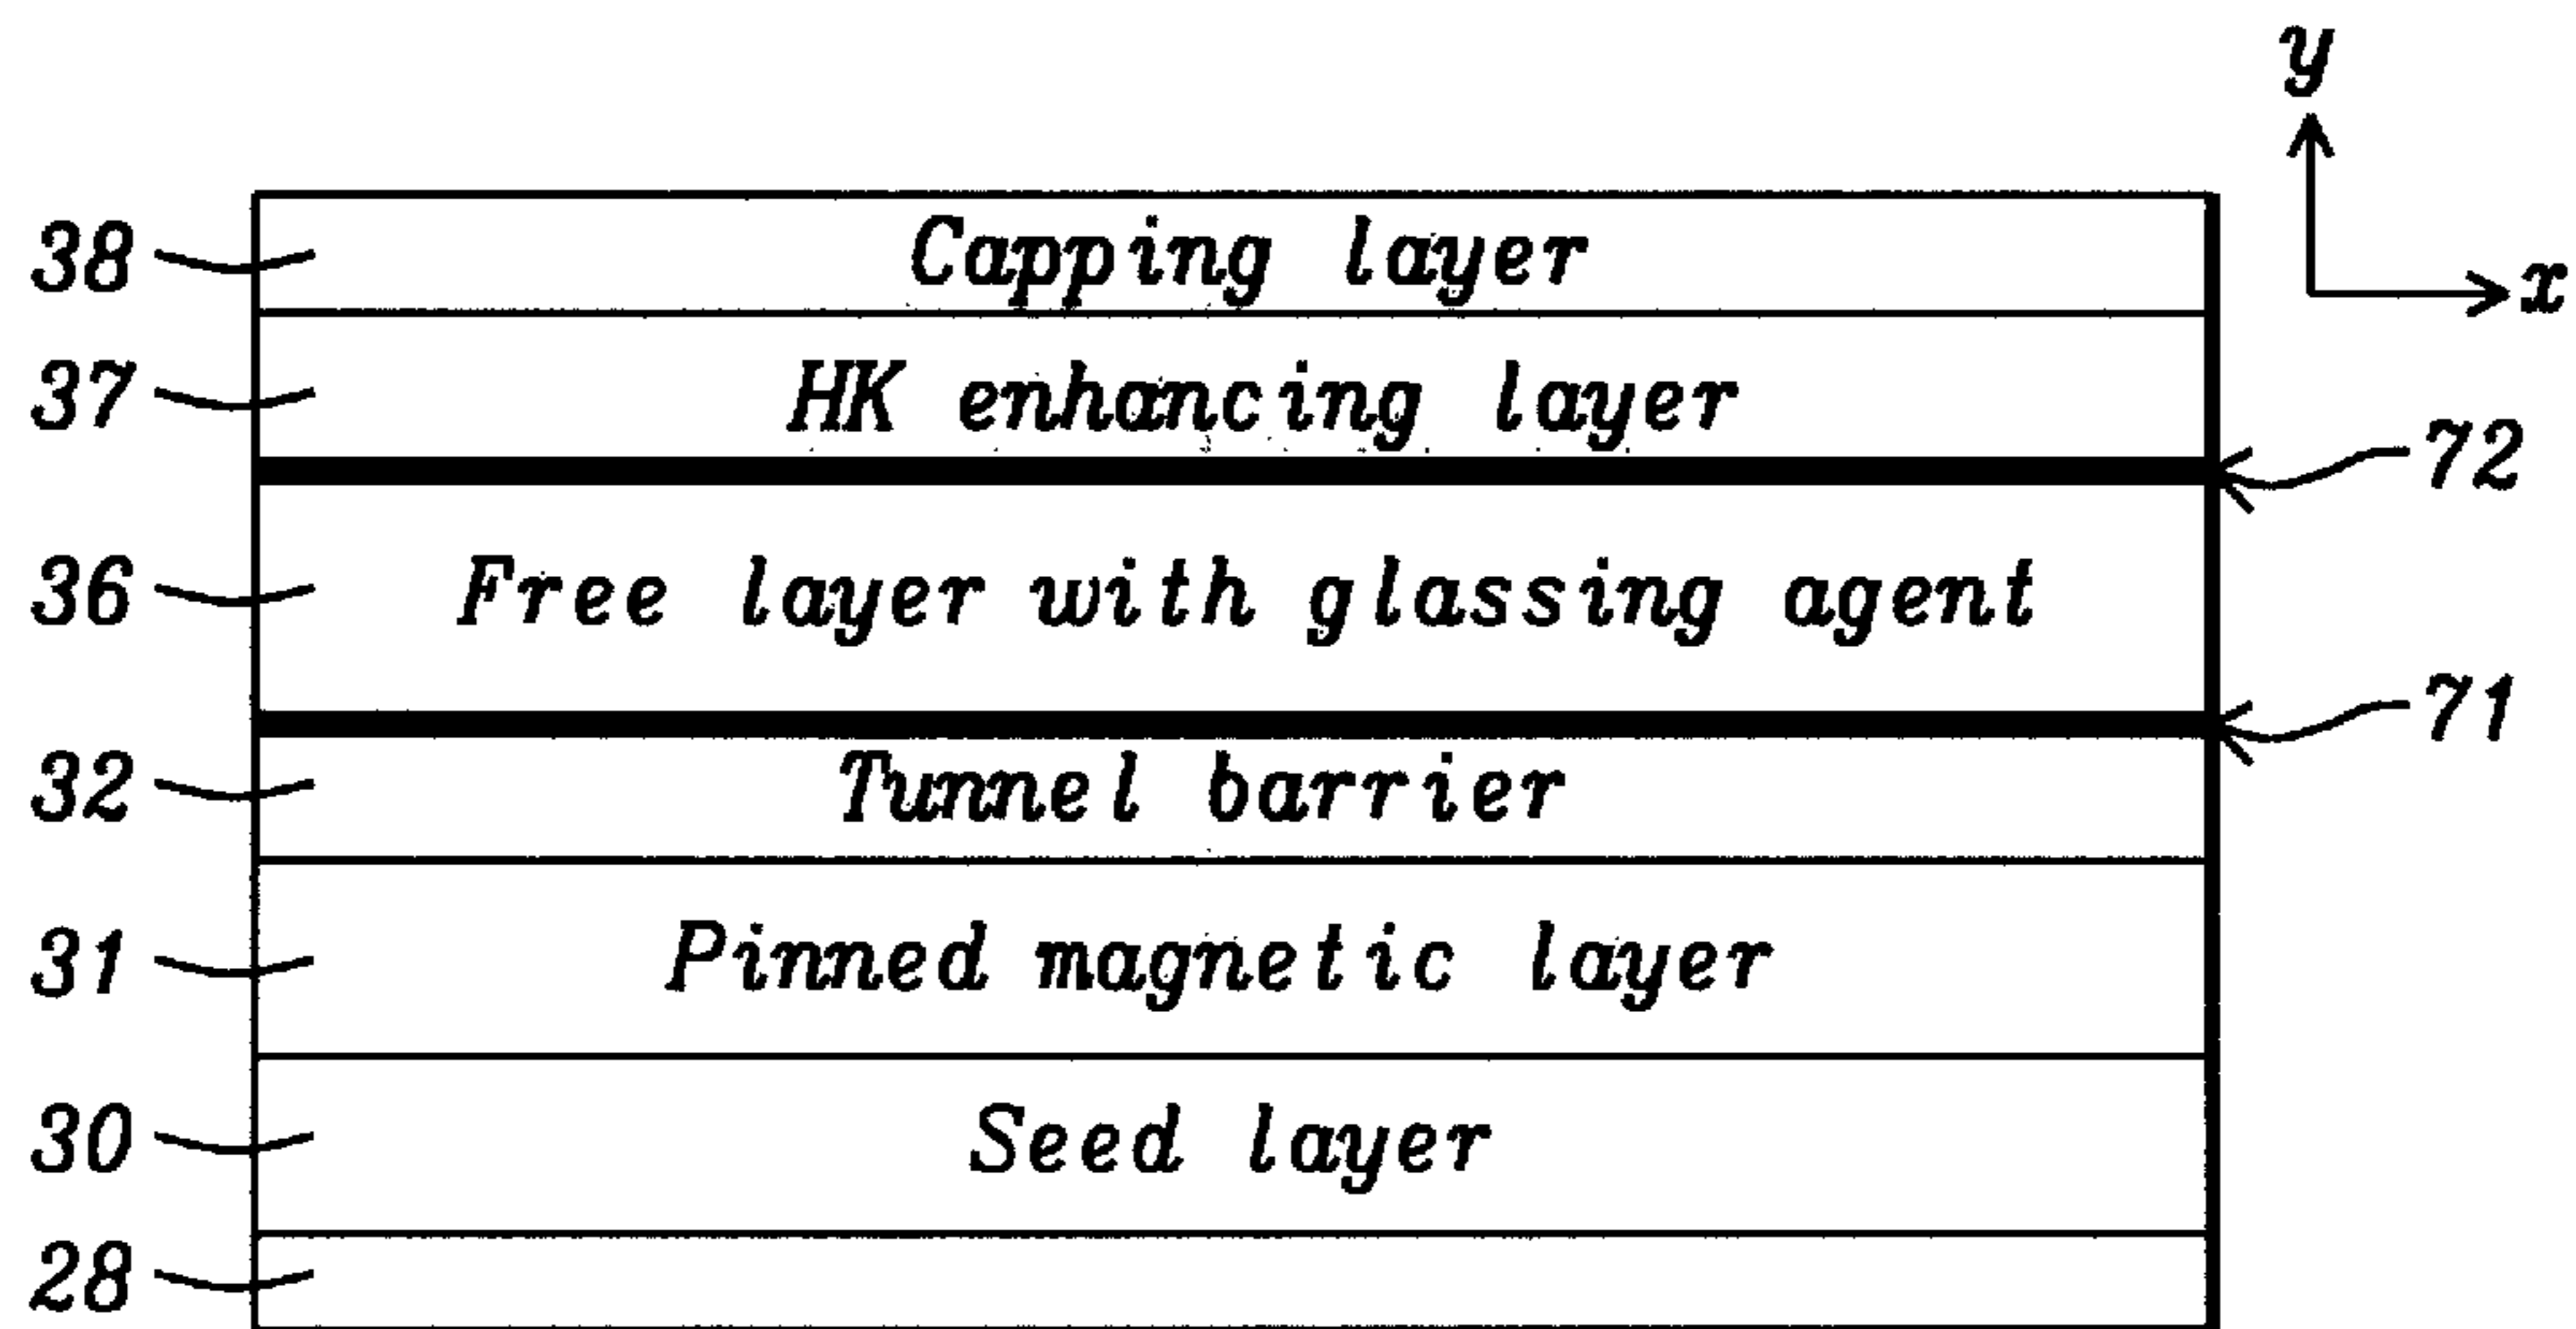 y
38 Capping layer
x
37 HK enhancing layer
72
36 Free layer with glassing agent
71
32 Tunnel barrier
31 Pinned magnetic layer
30 Seed layer
28